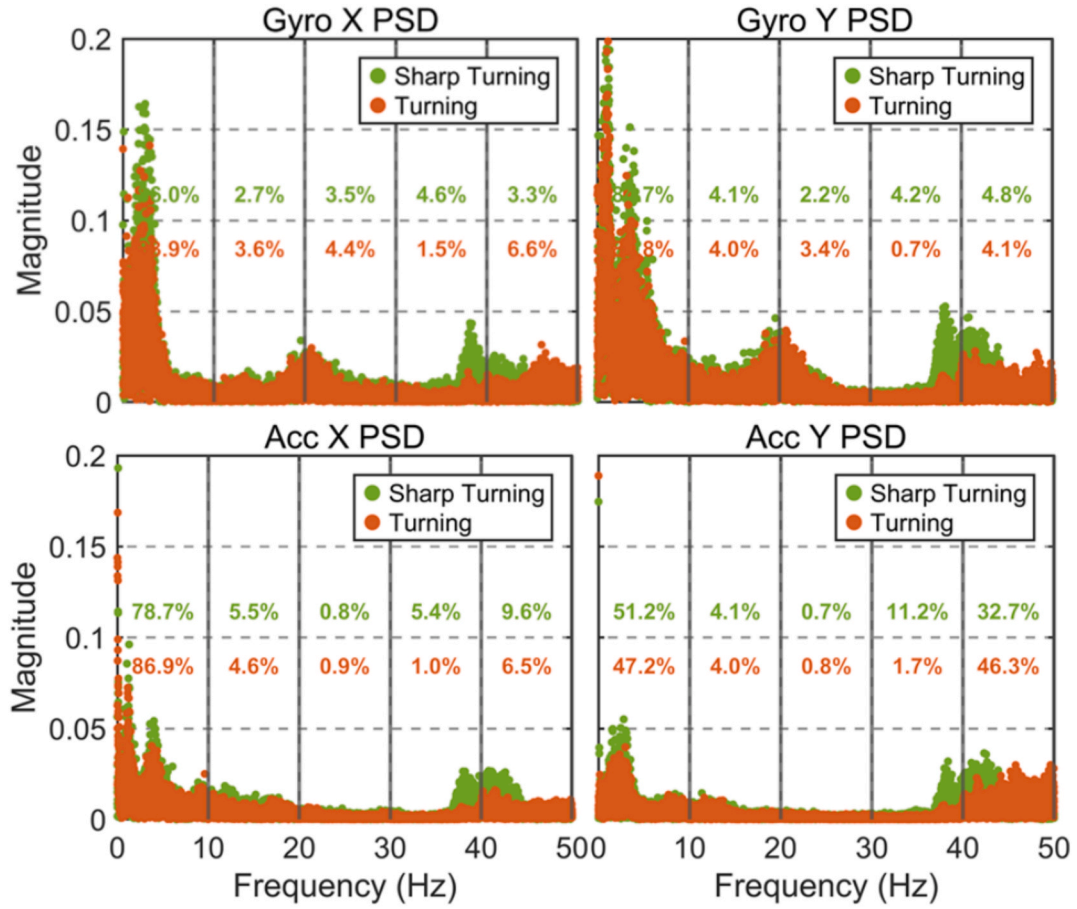 Gyro X PSD
Gyro Y PSD
0.2
0.15
0.1
0.05
0
Magnitude
Sharp Turning
Turning
2.7% 3.5% 4.6% 3.3%
3.6% 4.4% 1.5% 6.6%
Sharp Turning
Turning
4.1% 2.2% 4.2% 4.8%
4.0% 3.4% 0.7% 4.1%
Acc X PSD
Acc Y PSD
0.2
0.15
0.1
0.05
0
Magnitude
Sharp Turning
Turning
78.7% 5.5% 0.8% 5.4% 9.6%
86.9% 4.6% 0.9% 1.0% 6.5%
Sharp Turning
Turning
51.2% 4.1% 0.7% 11.2% 32.7%
47.2% 4.0% 0.8% 1.7% 46.3%
0 10 20 30 40 50
0 10 20 30 40 50
Frequency (Hz)
Frequency (Hz)